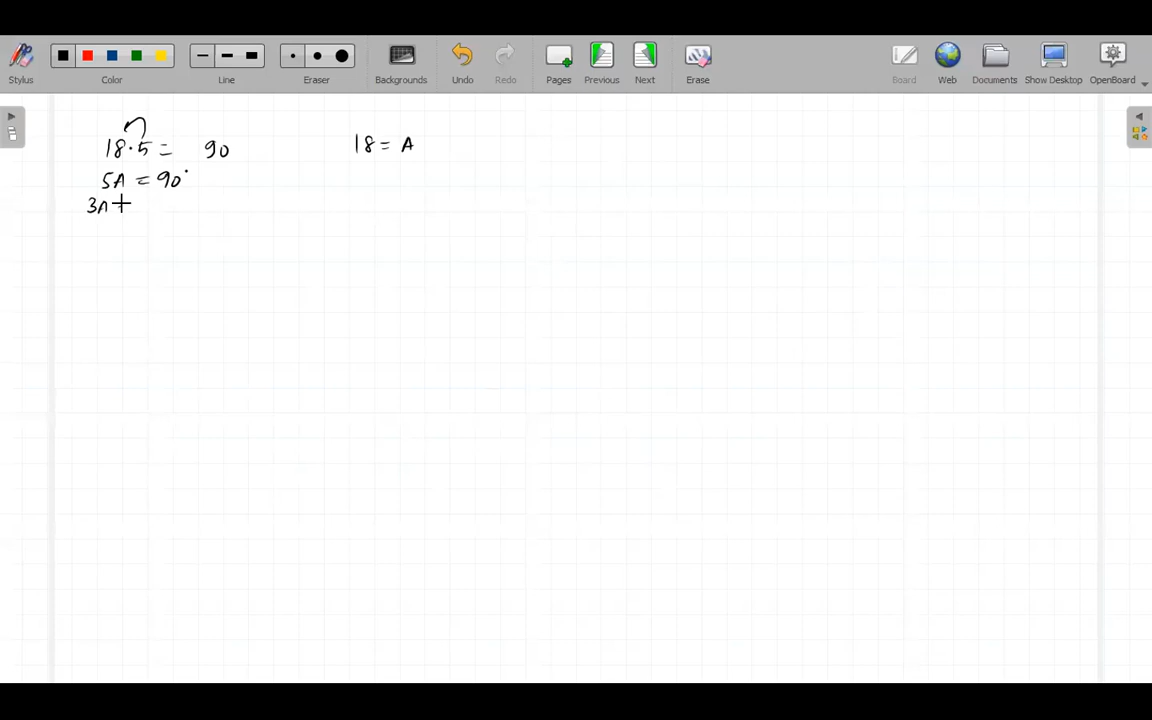 Stylus
Color
Line
Eraser
Backgrounds
Undo
Redo
Pages
Previous
Next
Erase
Board
Web
Documents
Show Desktop
OpenBoard
18·5 = 90
18 = A
5A = 90°
3A +